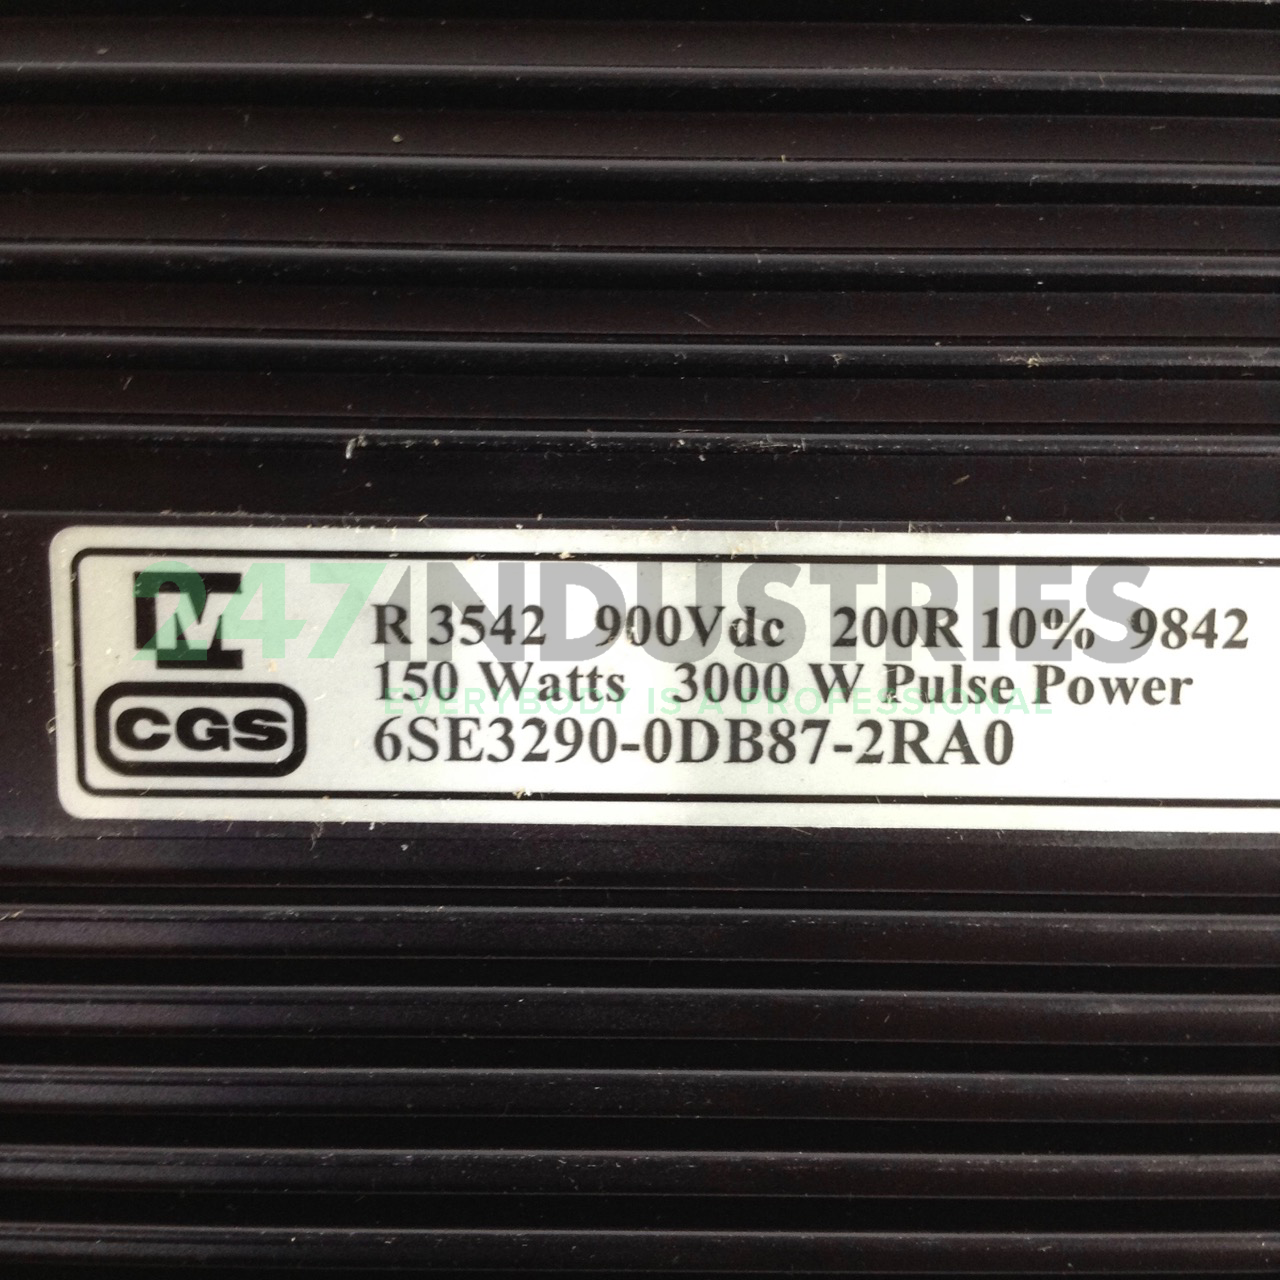 247INDUSTRIES
EVERYBODY IS A PROFESSIONAL
M
CGS
R 3542 900Vdc 200R 10% 9842
150 Watts 3000 W Pulse Power
6SE3290-0DB87-2RA0